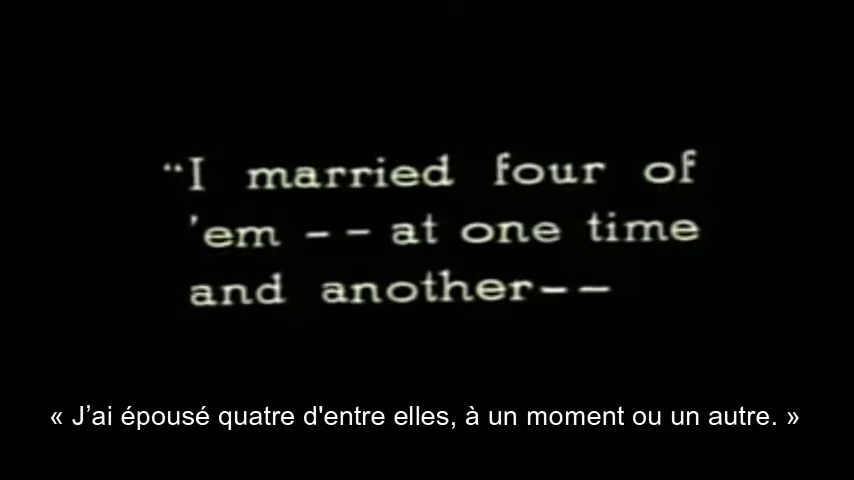 “I married four of
'em -- at one time
and another--
« J’ai épousé quatre d'entre elles, à un moment ou un autre. »